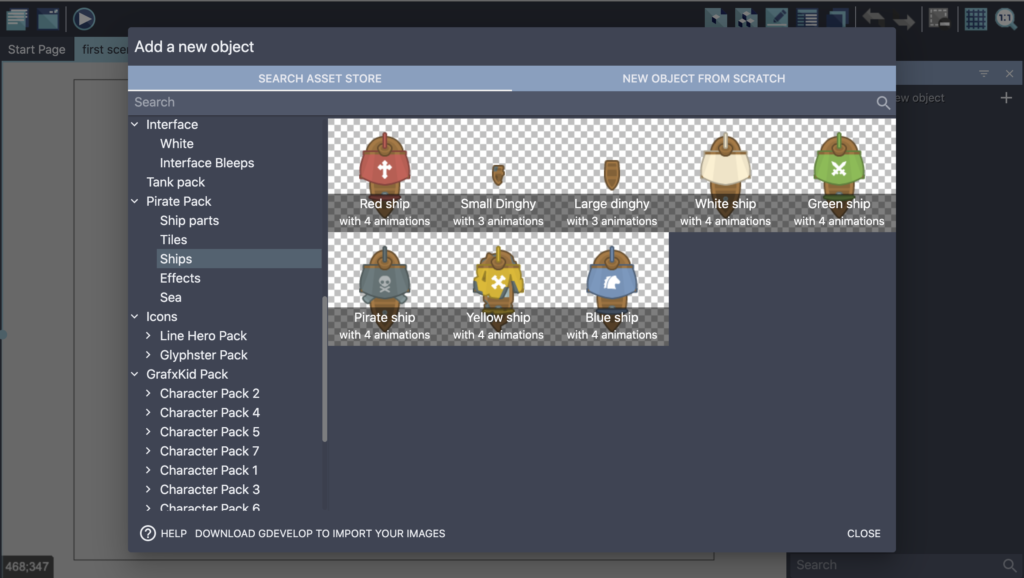 Start Page
first scen
Add a new object
SEARCH ASSET STORE
NEW OBJECT FROM SCRATCH
Search
Interface
White
Interface Bleeps
Tank pack
Pirate Pack
Ship parts
Tiles
Ships
Effects
Sea
Icons
Line Hero Pack
Glyphster Pack
GrafxKid Pack
Character Pack 2
Character Pack 4
Character Pack 5
Character Pack 7
Character Pack 1
Character Pack 3
Character Pack 6
Red ship
with 4 animations
Small Dinghy
with 3 animations
Large dinghy
with 3 animations
White ship
with 4 animations
Green ship
with 4 animations
Pirate ship
with 4 animations
Yellow ship
with 4 animations
Blue ship
with 4 animations
HELP
DOWNLOAD GDEVELOP TO IMPORT YOUR IMAGES
CLOSE
1:1
ew object
468;347
Search